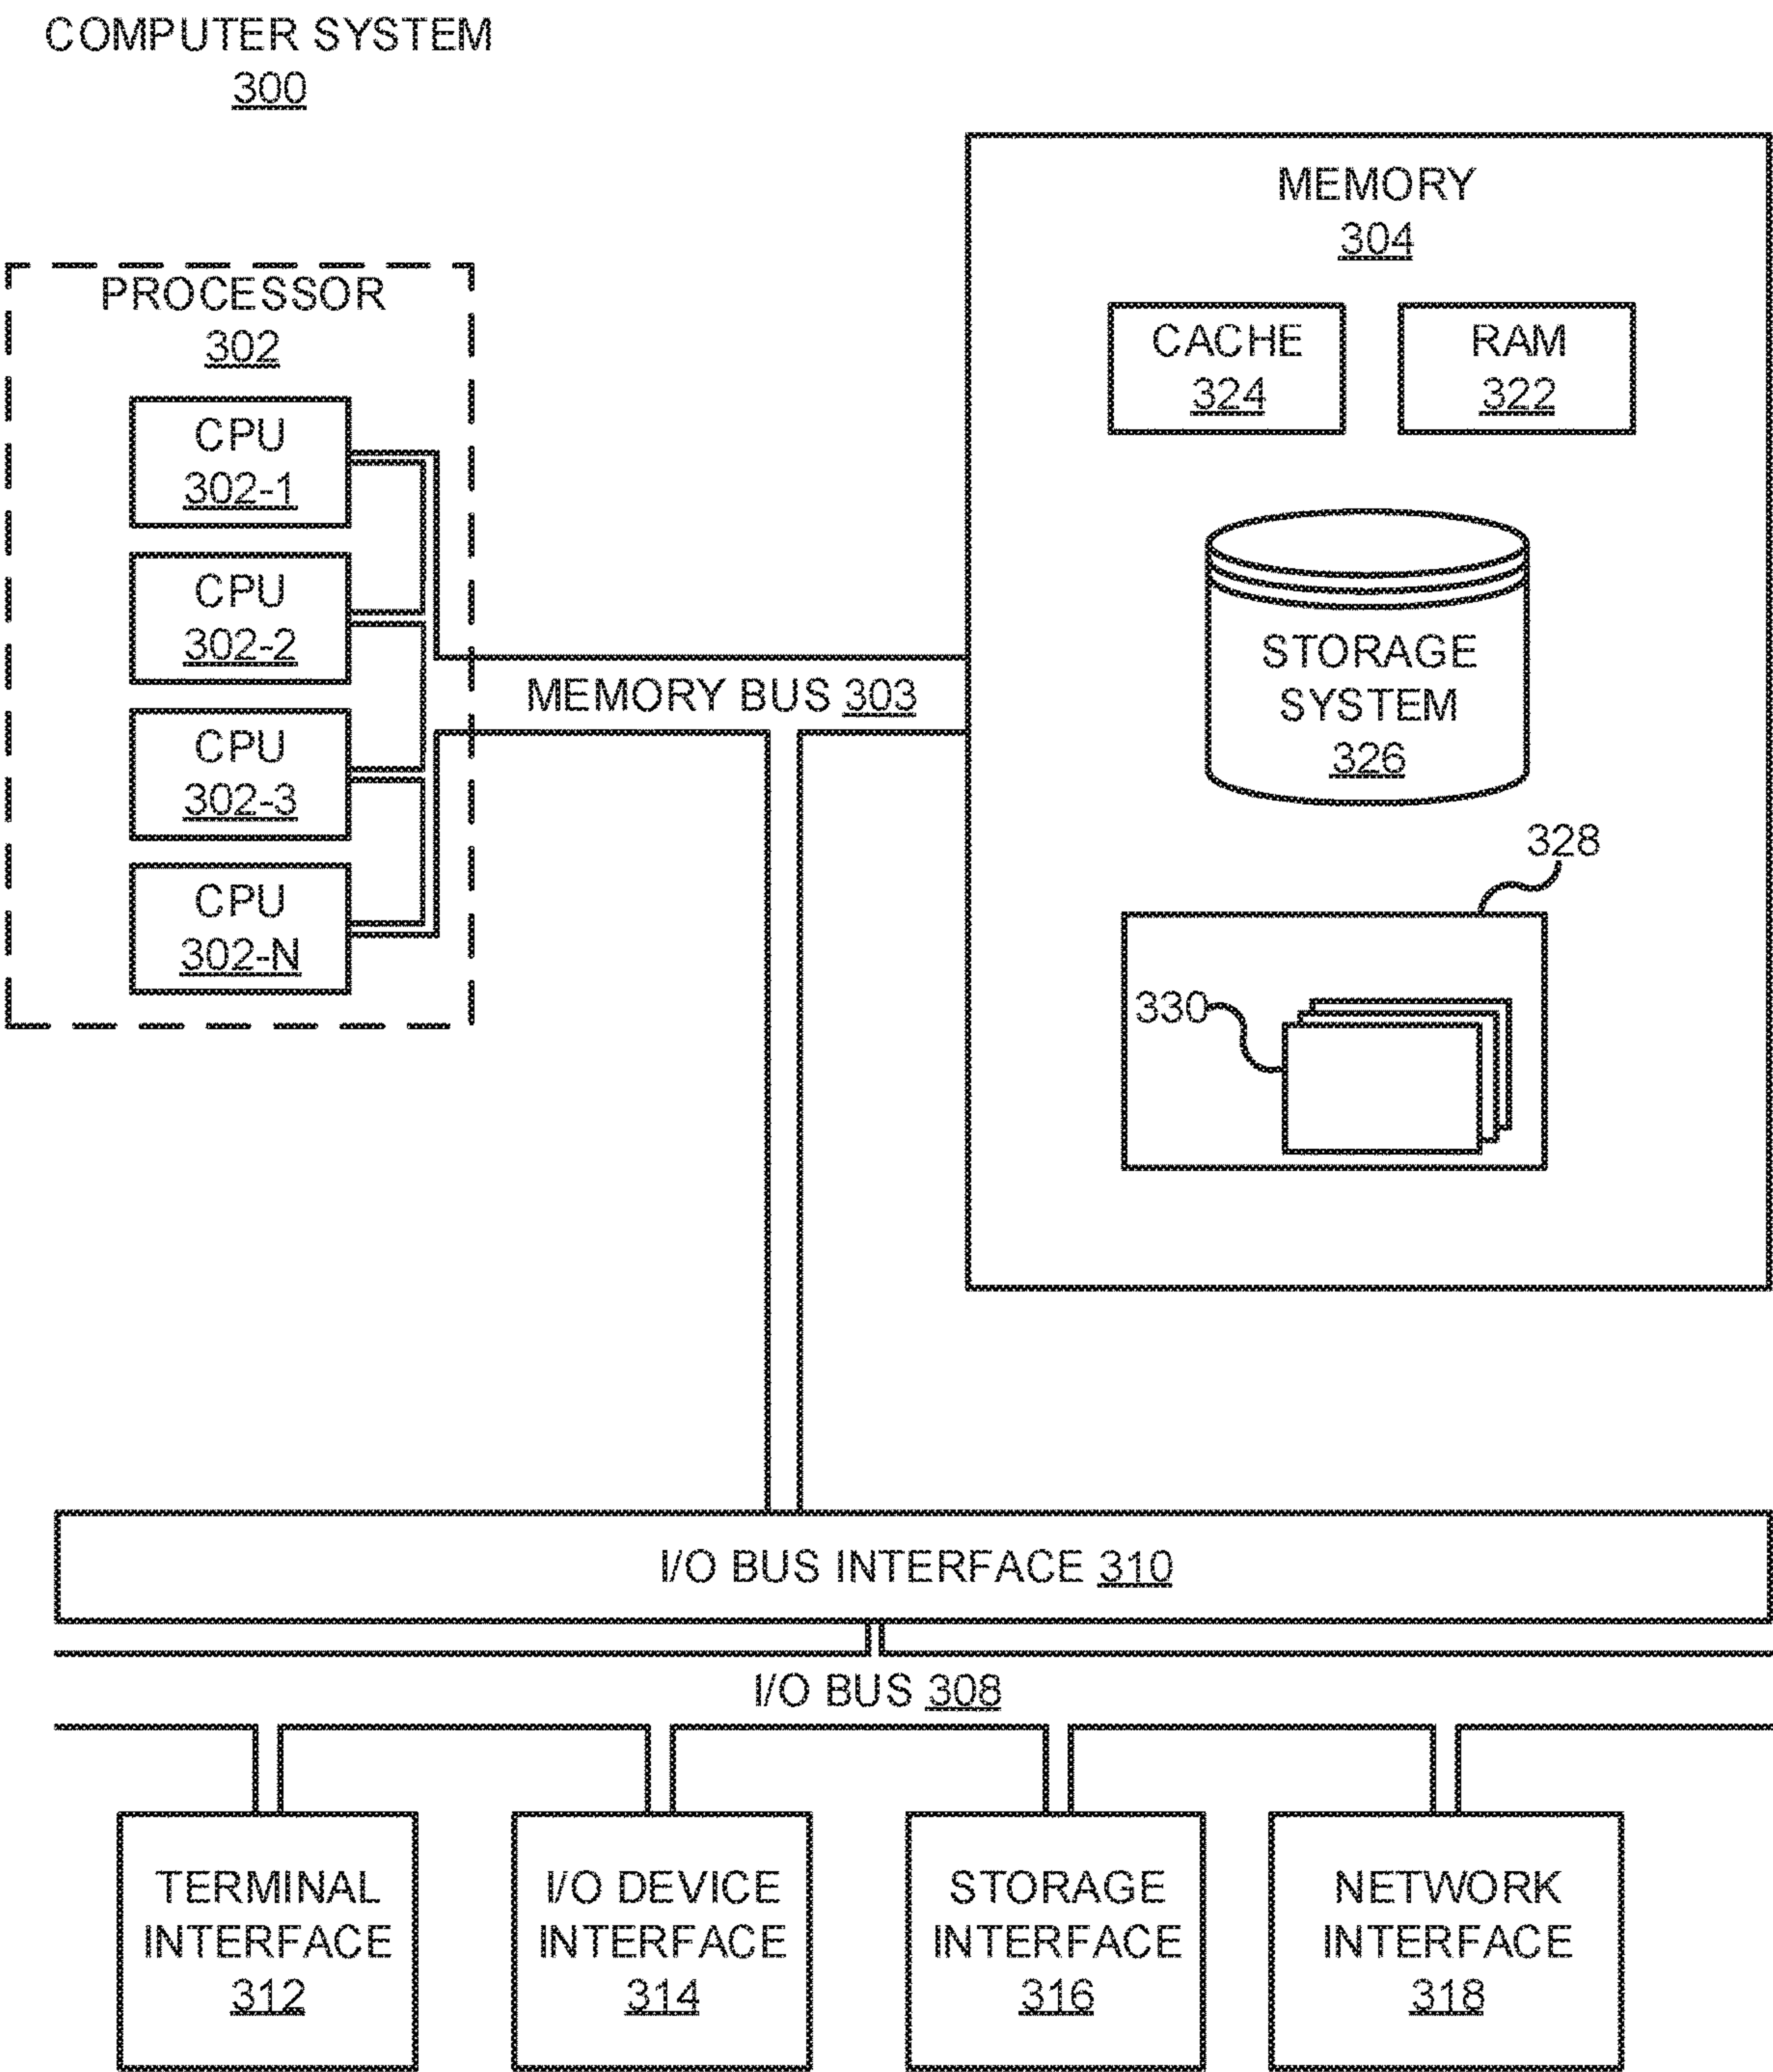 COMPUTER SYSTEM
300
PROCESSOR
302
CPU
302-1
CPU
302-2
CPU
302-3
CPU
302-N
MEMORY BUS 303
MEMORY
304
CACHE
324
RAM
322
STORAGE
SYSTEM
326
328
330
I/O BUS INTERFACE 310
I/O BUS 308
TERMINAL
INTERFACE
312
I/O DEVICE
INTERFACE
314
STORAGE
INTERFACE
316
NETWORK
INTERFACE
318